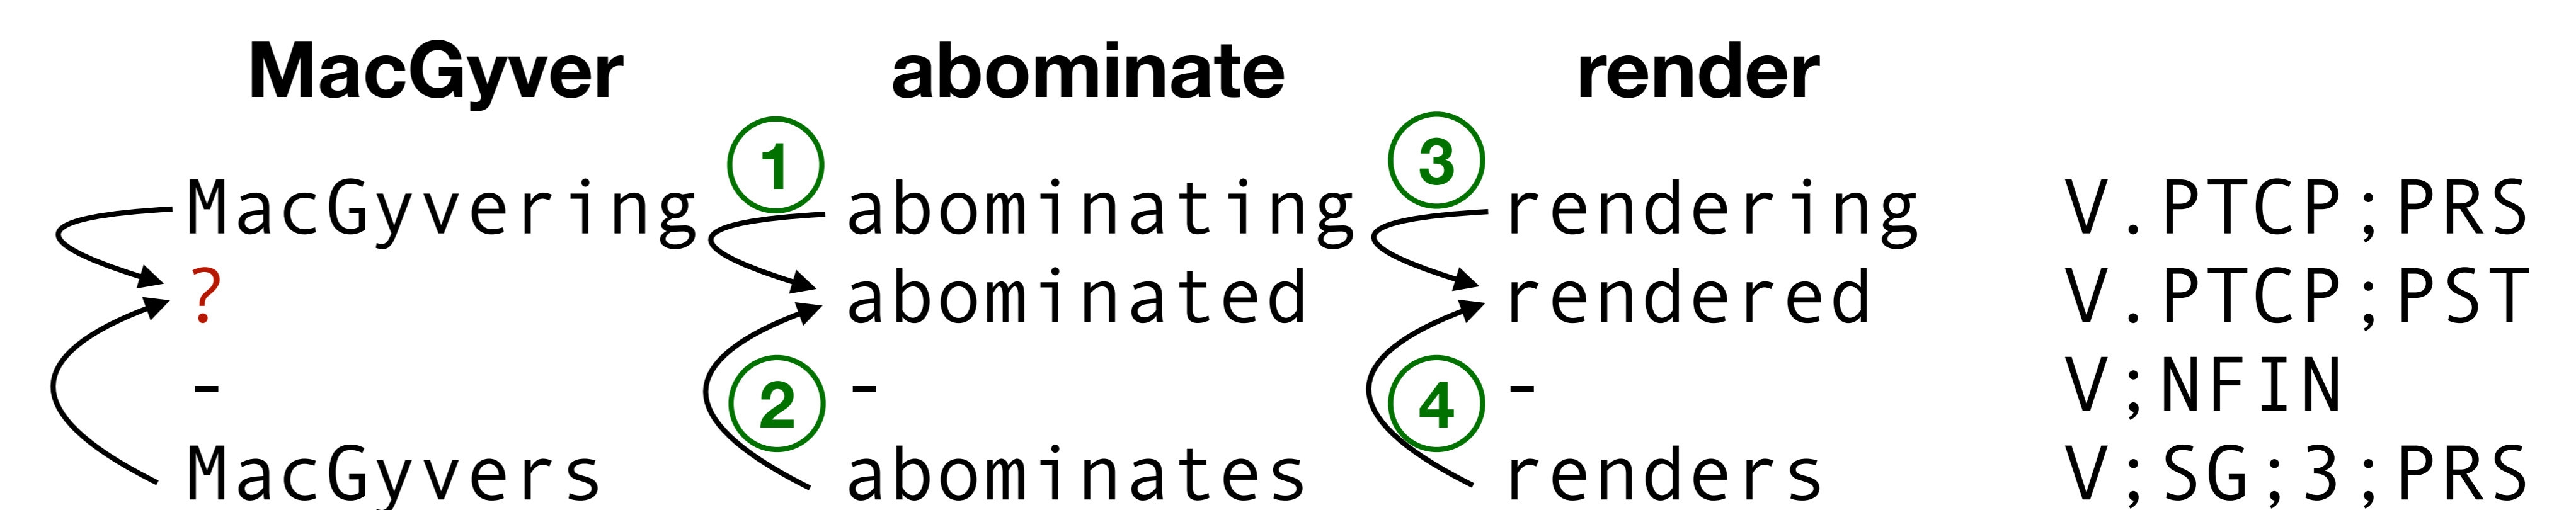 MacGyver abominate render
1 3
MacGyvering abominating rendering V.PTCP;PRS
? abominated rendered V.PTCP;PST
- - - V;NFIN
2 4
MacGyvers abominates renders V;SG;3;PRS